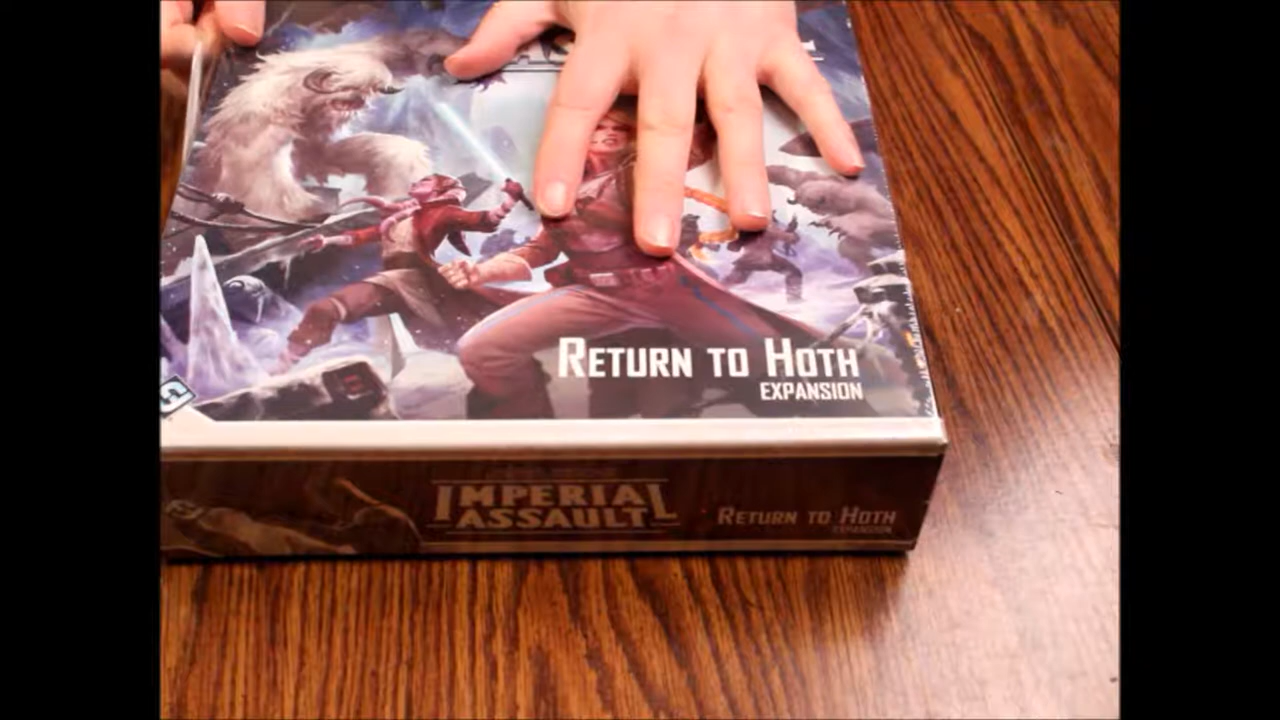 RETURN TO HOTH
EXPANSION
IMPERIAL
ASSAULT
RETURN TO HOTH
EXPANSION